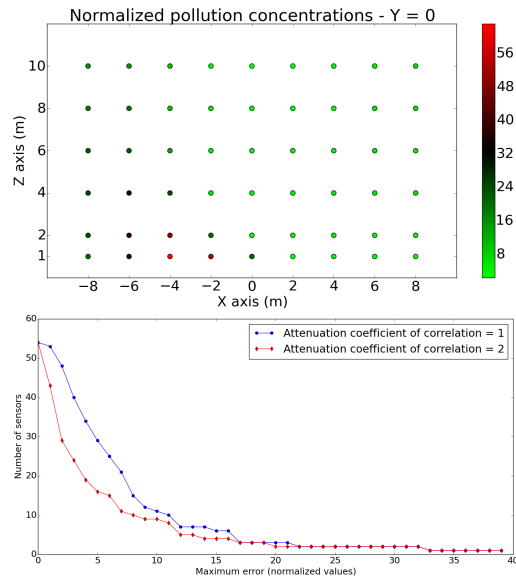 Normalized pollution concentrations - Y = 0
Z axis (m)
10
8
6
4
2
1
−8 −6 −4 −2 0 2 4 6 8
X axis (m)
56
48
40
32
24
16
8
60
50
40
30
20
10
0
Number of sensors
Attenuation coefficient of correlation = 1
Attenuation coefficient of correlation = 2
0 5 10 15 20 25 30 35 40
Maximum error (normalized values)